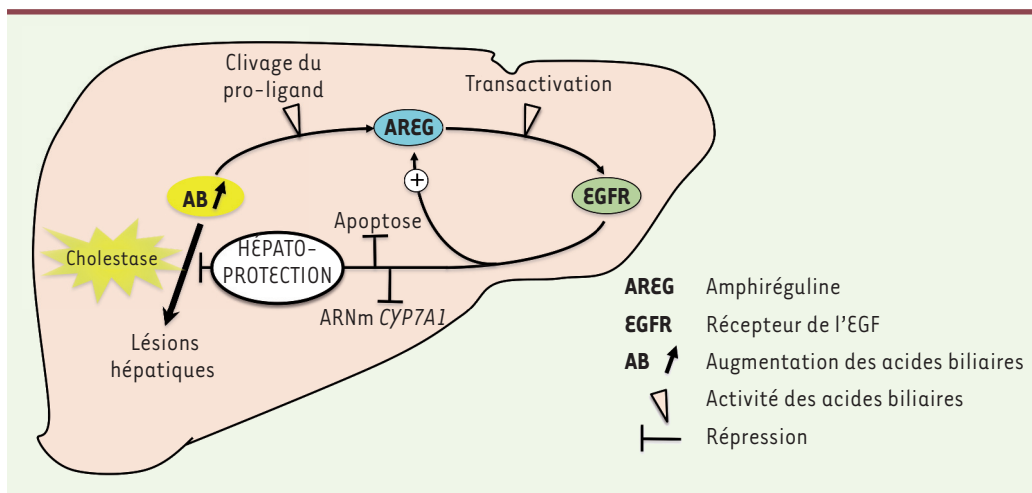 Clivage du
pro-ligand
Transactivation
AREG
AB
EGFR
+
Apoptose
Cholestase
HÉPATO-
PROTECTION
ARNm CYP7A1
Lésions
hépatiques
AREG Amphiréguline
EGFR Récepteur de l'EGF
AB Augmentation des acides biliaires
Activité des acides biliaires
Répression